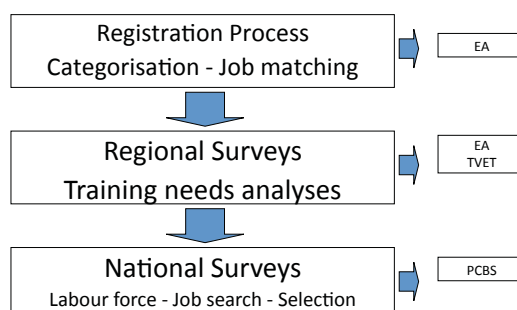 Registration Process
Categorisation - Job matching
EA
Regional Surveys
Training needs analyses
EA
TVET
National Surveys
Labour force - Job search - Selection
PCBS